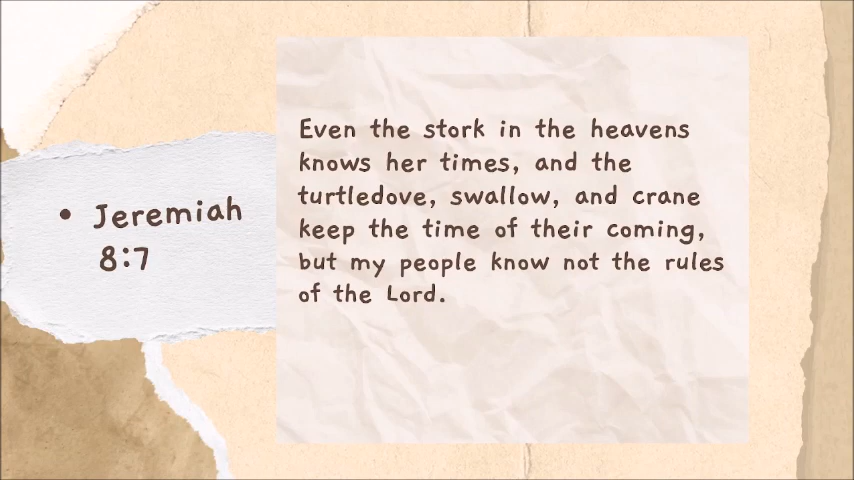 • Jeremiah
8:7
Even the stork in the heavens
knows her times, and the
turtledove, swallow, and crane
keep the time of their coming,
but my people know not the rules
of the Lord.